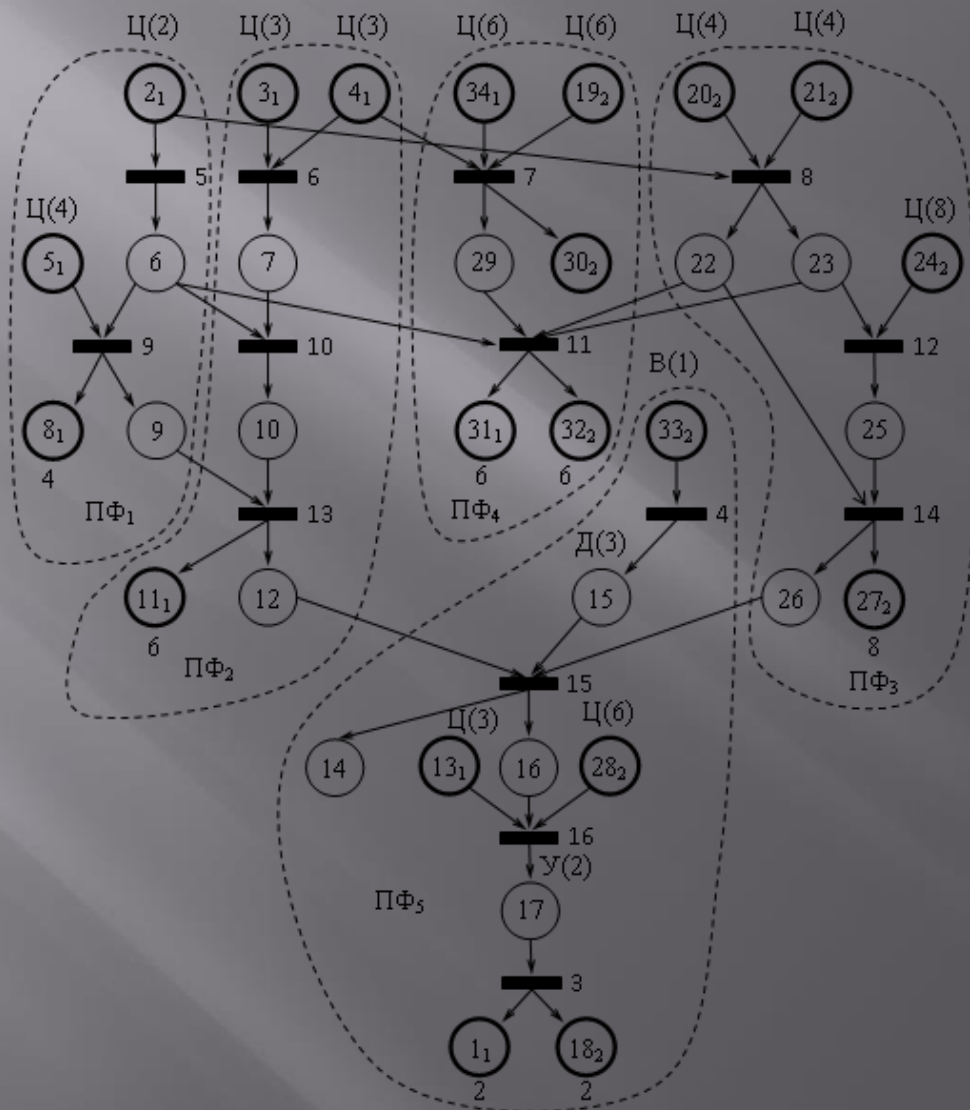 Ц(2) Ц(3) Ц(3) Ц(6) Ц(6) Ц(4) Ц(4)
2₁ 3₁ 4₁ 34₁ 19₂ 20₂ 21₂
5 6 7 8
Ц(4) Ц(8)
5₁ 6 7 29 30₂ 22 23 24₂
9 10 11 12
В(1)
8₁ 9 10 31₁ 32₂ 33₂ 25
4 6 6
ПФ₁ 13 ПФ₄ 4 14
Д(3)
11₁ 12 15 26 27₂
6 8
ПФ₂ 15 ПФ₃
Ц(3) Ц(6)
14 13₁ 16 28₂
16
У(2)
ПФ₅ 17
3
1₁ 18₂
2 2